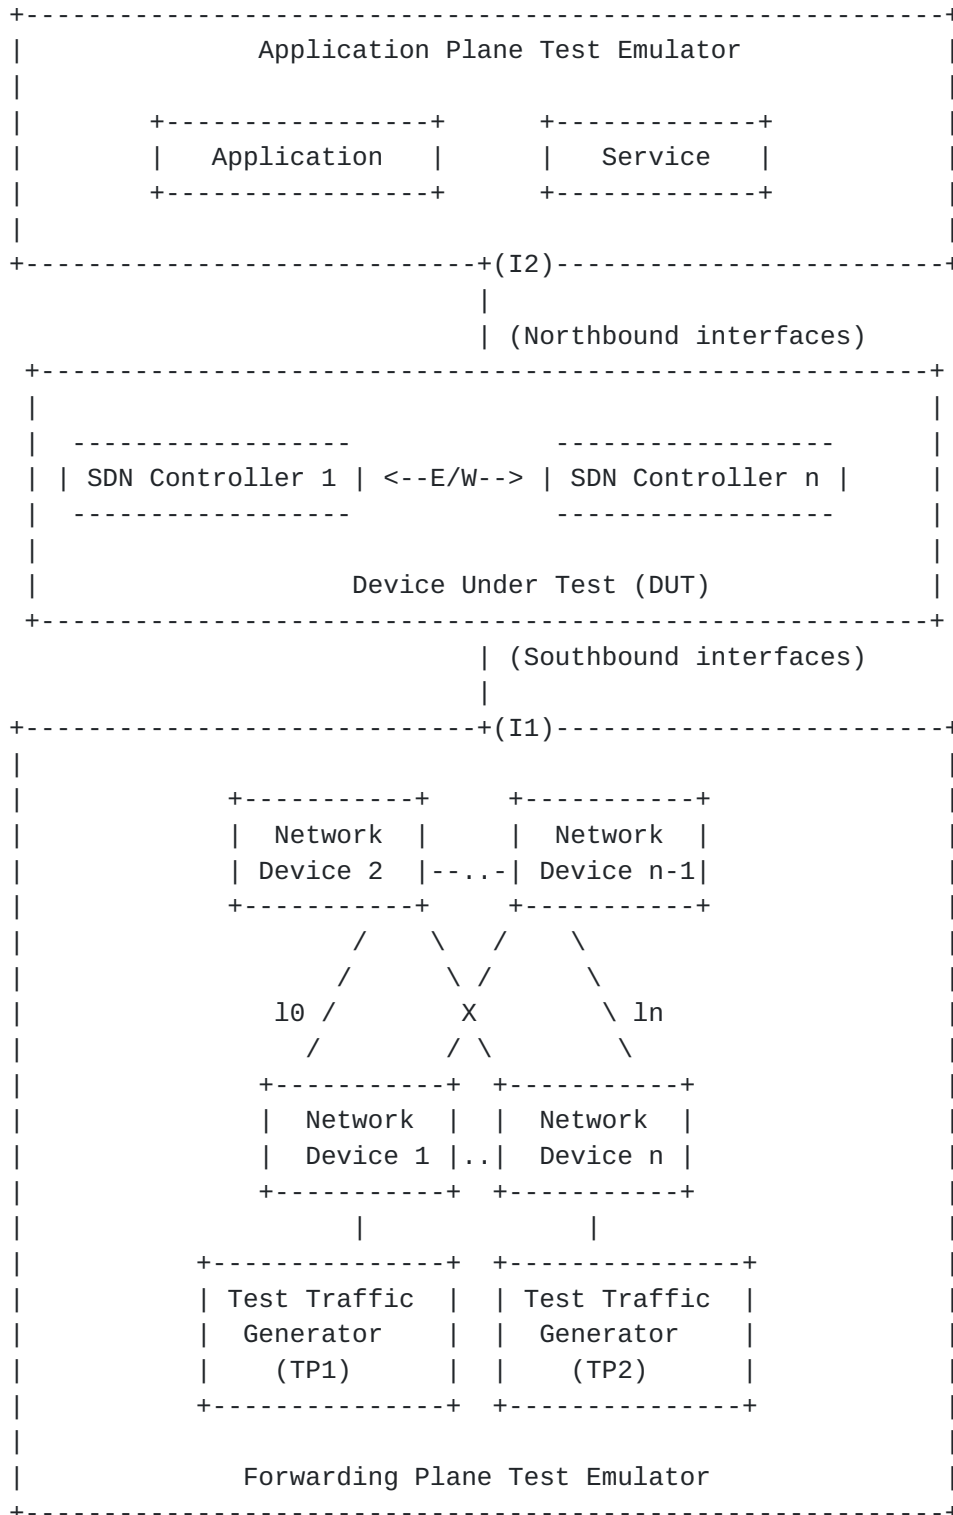 +-----------------------------------------------------------+
|               Application Plane Test Emulator             |
|                                                           |
|        +-----------------+      +-------------+           |
|        |   Application   |      |   Service   |           |
|        +-----------------+      +-------------+           |
|                                                           |
+-----------------------------+(I2)-------------------------+
                              |
                              | (Northbound interfaces)
 +---------------------------------------------------------+
 |                                                         |
 |  ------------------             ------------------      |
 | | SDN Controller 1 | <--E/W--> | SDN Controller n |     |
 |  ------------------             ------------------      |
 |                                                         |
 |                    Device Under Test (DUT)              |
 +---------------------------------------------------------+
                              | (Southbound interfaces)
                              |
+-----------------------------+(I1)-------------------------+
|                                                           |
|             +-----------+     +-----------+               |
|             |  Network  |     |  Network  |               |
|             | Device 2  |--..-| Device n-1|               |
|             +-----------+     +-----------+               |
|                     /    \   /    \                       |
|                    /      \ /      \                      |
|                l0 /        X        \ ln                  |
|                  /        / \        \                    |
|               +-----------+  +-----------+                |
|               |  Network  |  |  Network  |                |
|               |  Device 1 |..|  Device n |                |
|               +-----------+  +-----------+                |
|                     |              |                      |
|           +---------------+  +---------------+            |
|           | Test Traffic  |  | Test Traffic  |            |
|           |  Generator    |  |  Generator    |            |
|           |    (TP1)      |  |    (TP2)      |            |
|           +---------------+  +---------------+            |
|                                                           |
|              Forwarding Plane Test Emulator               |
+-----------------------------------------------------------+